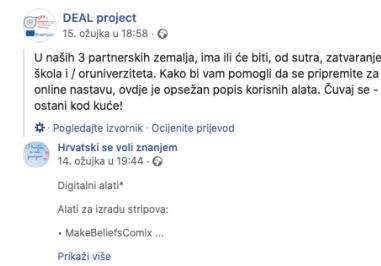 DEAL project
15. ožujka u 18:58 ·
U naših 3 partnerskih zemalja, ima ili će biti, od sutra, zatvaranje
škola i / oruniverziteta. Kako bi vam pomogli da se pripremite za
online nastavu, ovdje je opsežan popis korisnih alata. Čuvaj se -
ostani kod kuće!
· Pogledajte izvornik · Ocijenite prijevod
Hrvatski se voli znanjem
14. ožujka u 19:44 ·
Digitalni alati*
Alati za izradu stripova:
• MakeBeliefsComix ...
Prikaži više